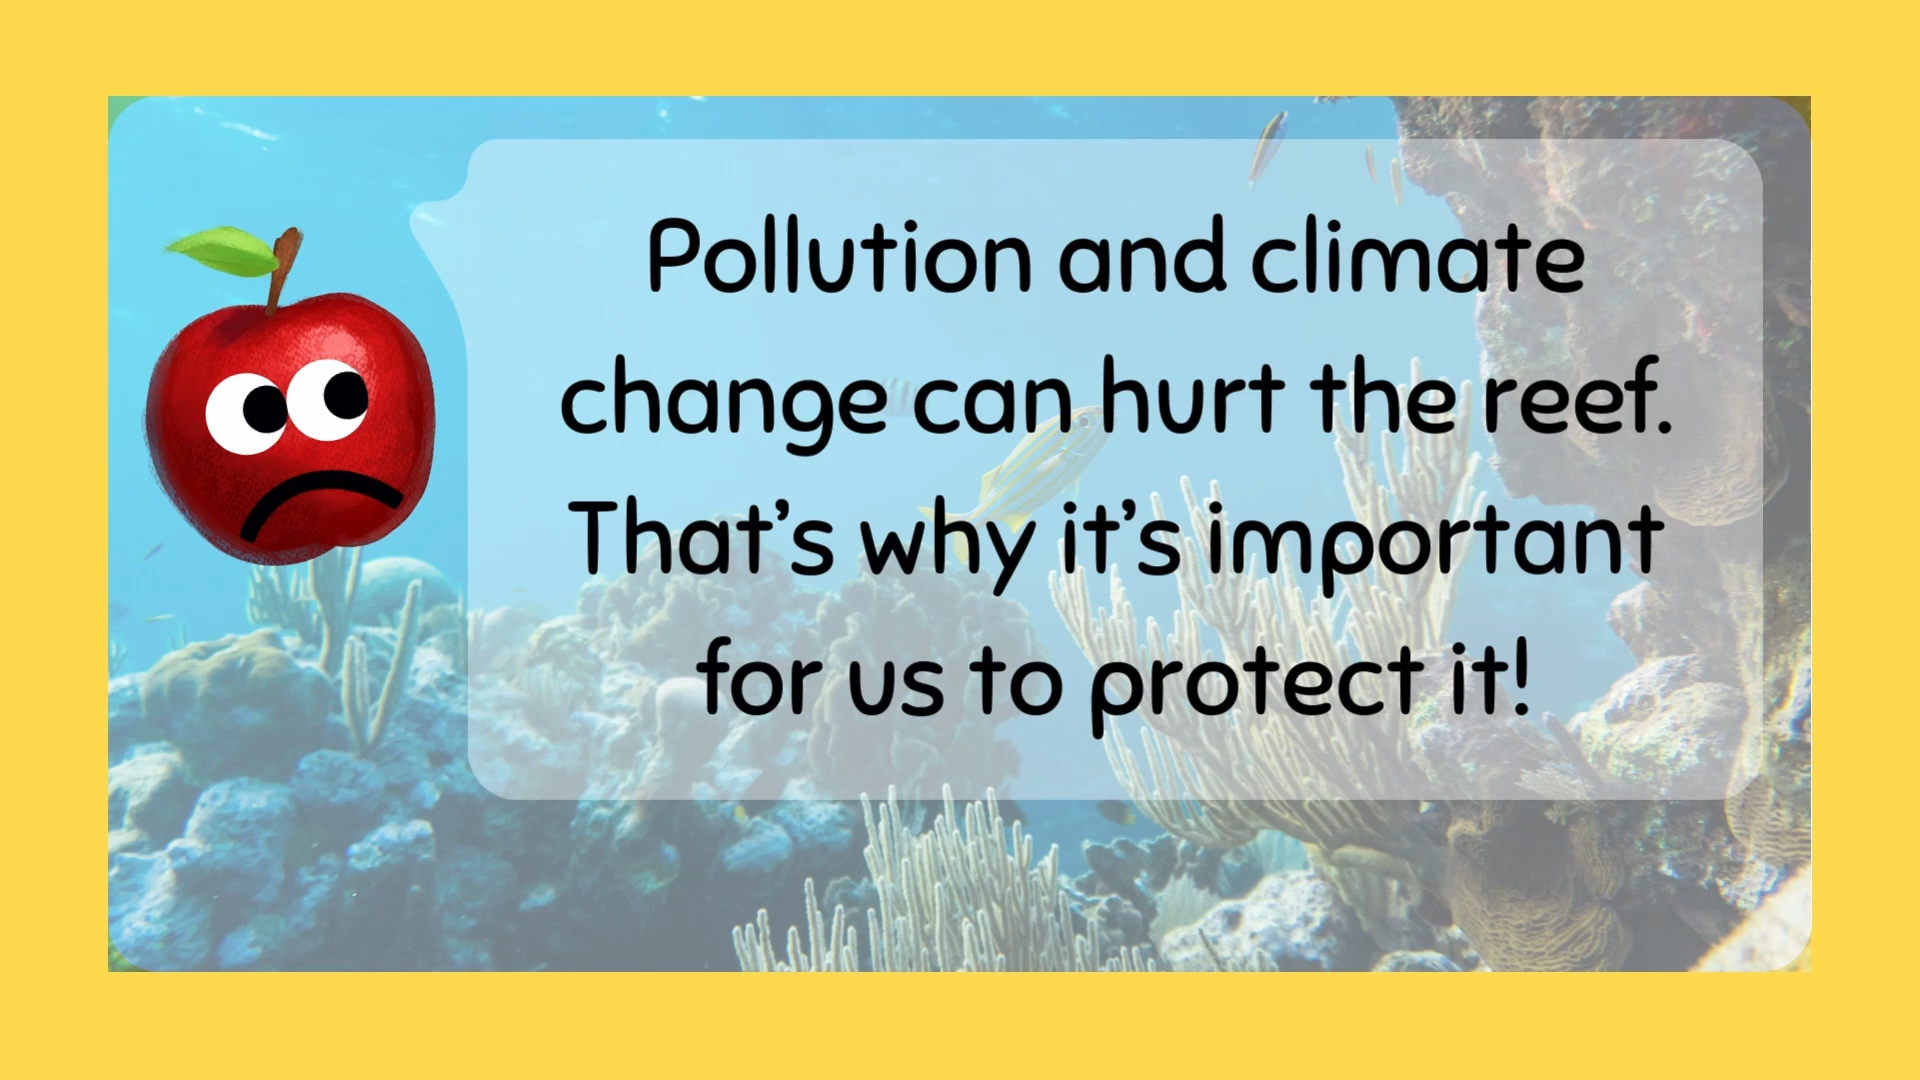 Pollution and climate
change can hurt the reef.
That’s why it’s important
for us to protect it!